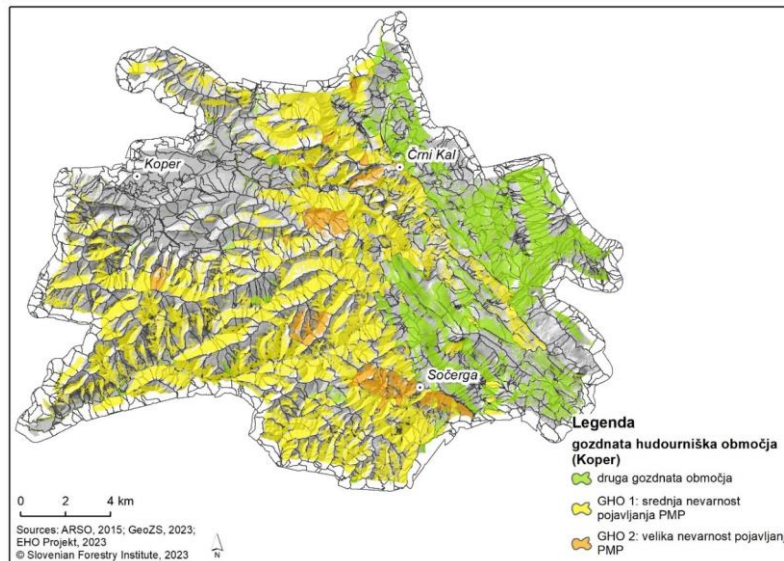 Koper
Črni Kal
Sočerga
Legenda
gozdnata hudourniška območja
(Koper)
druga gozdnata območja
GHO 1: srednja nevarnost
pojavljanja PMP
GHO 2: velika nevarnost pojavljanja
PMP
0 2 4 km
Sources: ARSO, 2015; GeoZS, 2023;
EHO Projekt, 2023
© Slovenian Forestry Institute, 2023
N